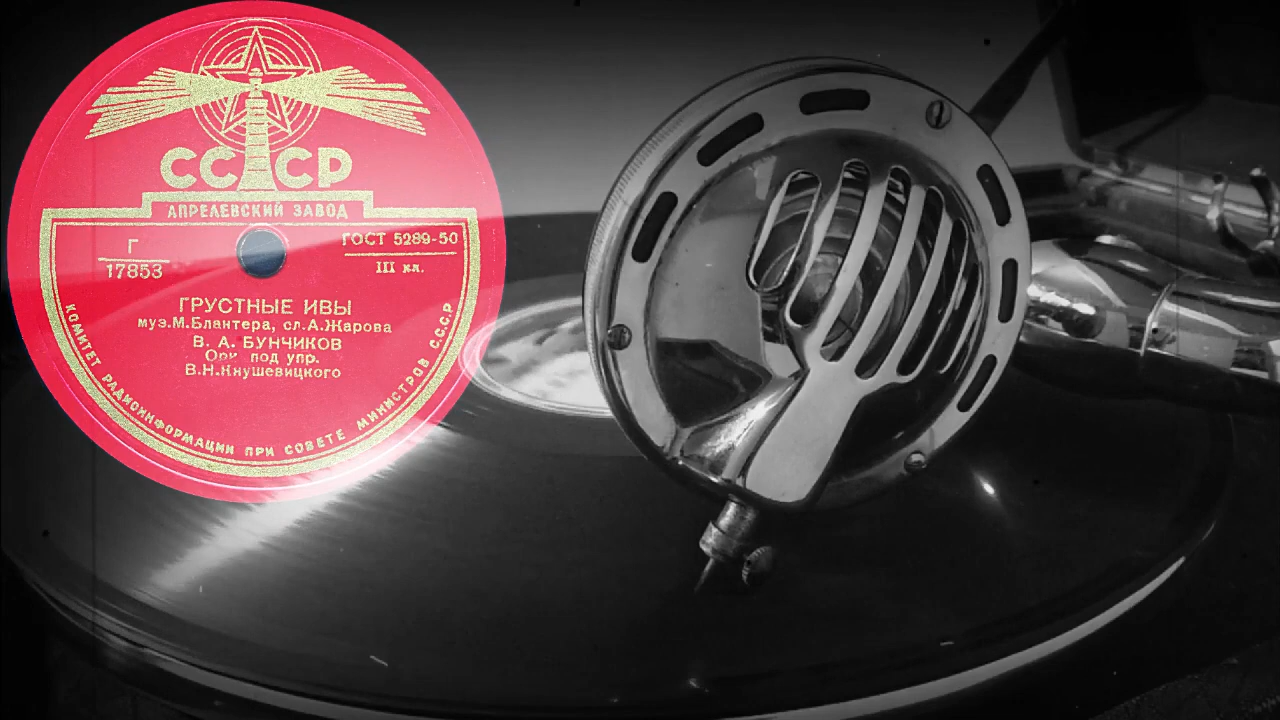 СССР
АПРЕЛЕВСКИЙ ЗАВОД
Г
17853
ГОСТ 5289-50
III кл.
ГРУСТНЫЕ ИВЫ
муз.М.Блантера, сл.А.Жарова
В. А. БУНЧИКОВ
Орк. под упр.
В.Н.Кнушевицкого
КОМИТЕТ РАДИОИНФОРМАЦИИ ПРИ СОВЕТЕ МИНИСТРОВ СССР